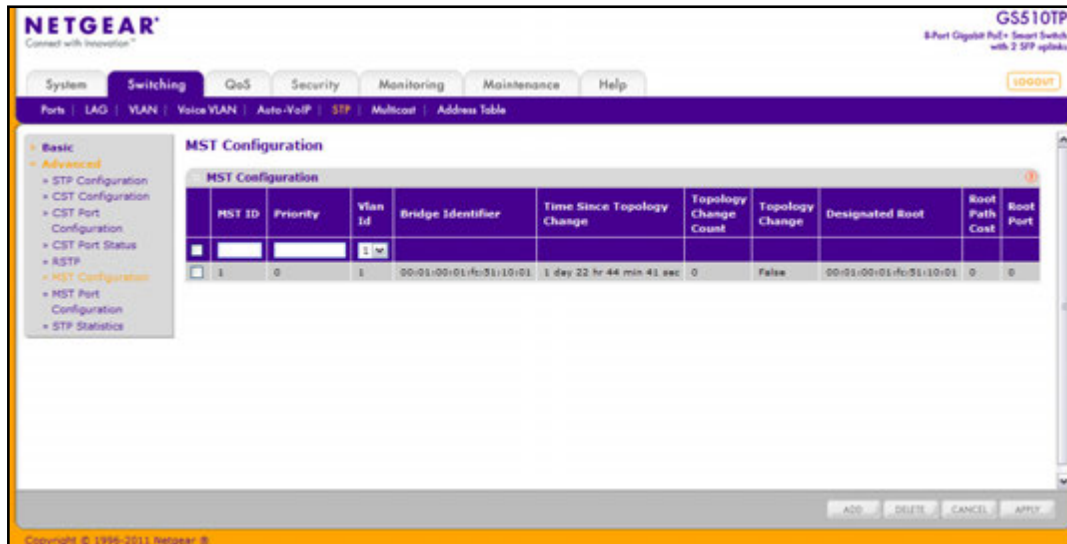 NETGEAR®
Connect with Innovation™
GS510TP
8-Port Gigabit PoE+ Smart Switch
with 2 SFP uplinks
System Switching QoS Security Monitoring Maintenance Help LOGOUT
Ports | LAG | VLAN | Voice VLAN | Auto-VoIP | STP | Multicast | Address Table
Basic
Advanced
» STP Configuration
» CST Configuration
» CST Port
Configuration
» CST Port Status
» RSTP
» MST Configuration
» MST Port
Configuration
» STP Statistics
MST Configuration
MST Configuration
MST ID Priority Vlan Id Bridge Identifier Time Since Topology Change Topology Change Count Topology Change Designated Root Root Path Cost Root Port
1
1 0 1 00:01:00:01:fc:51:10:01 1 day 22 hr 44 min 41 sec 0 False 00:01:00:01:fc:51:10:01 0 0
ADD DELETE CANCEL APPLY
Copyright © 1996-2011 Netgear ®